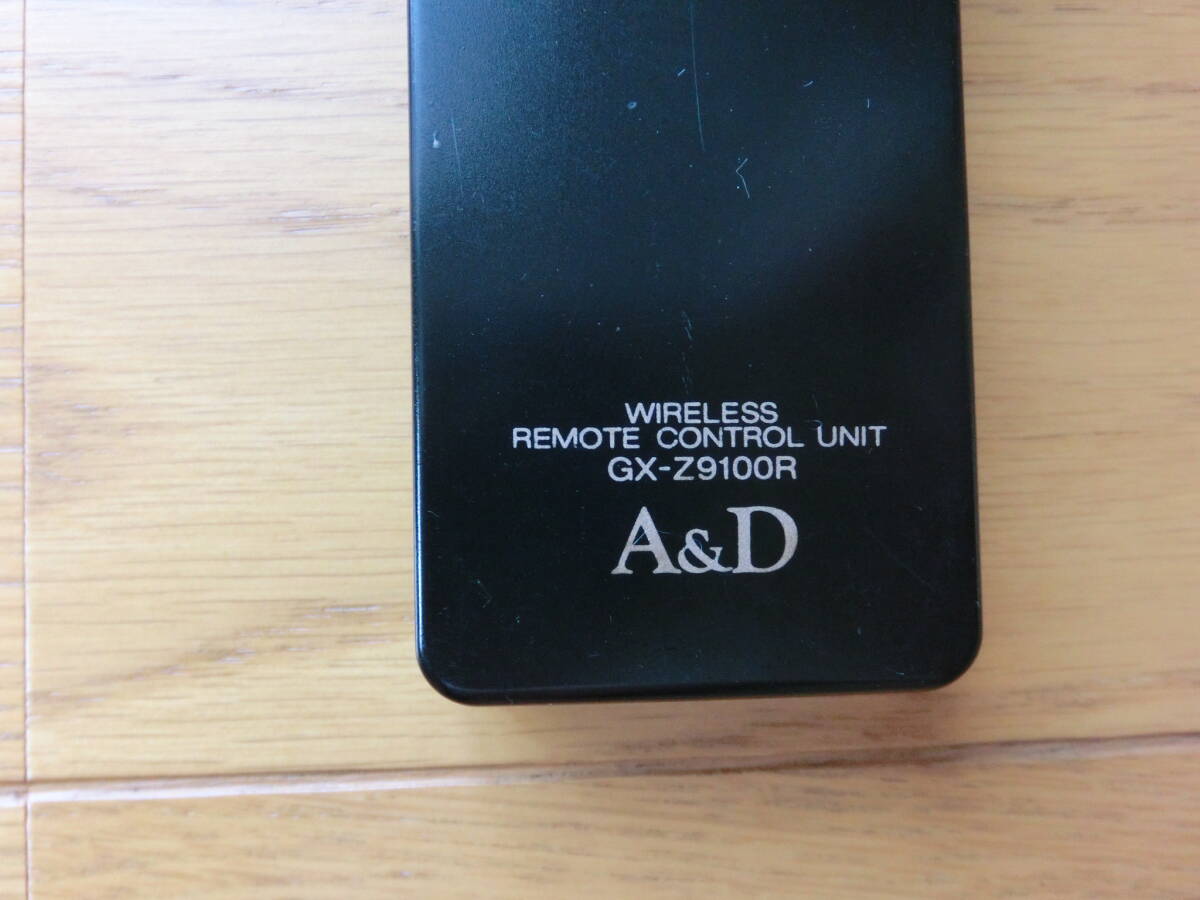 WIRELESS
REMOTE CONTROL UNIT
GX-Z9100R
A&D